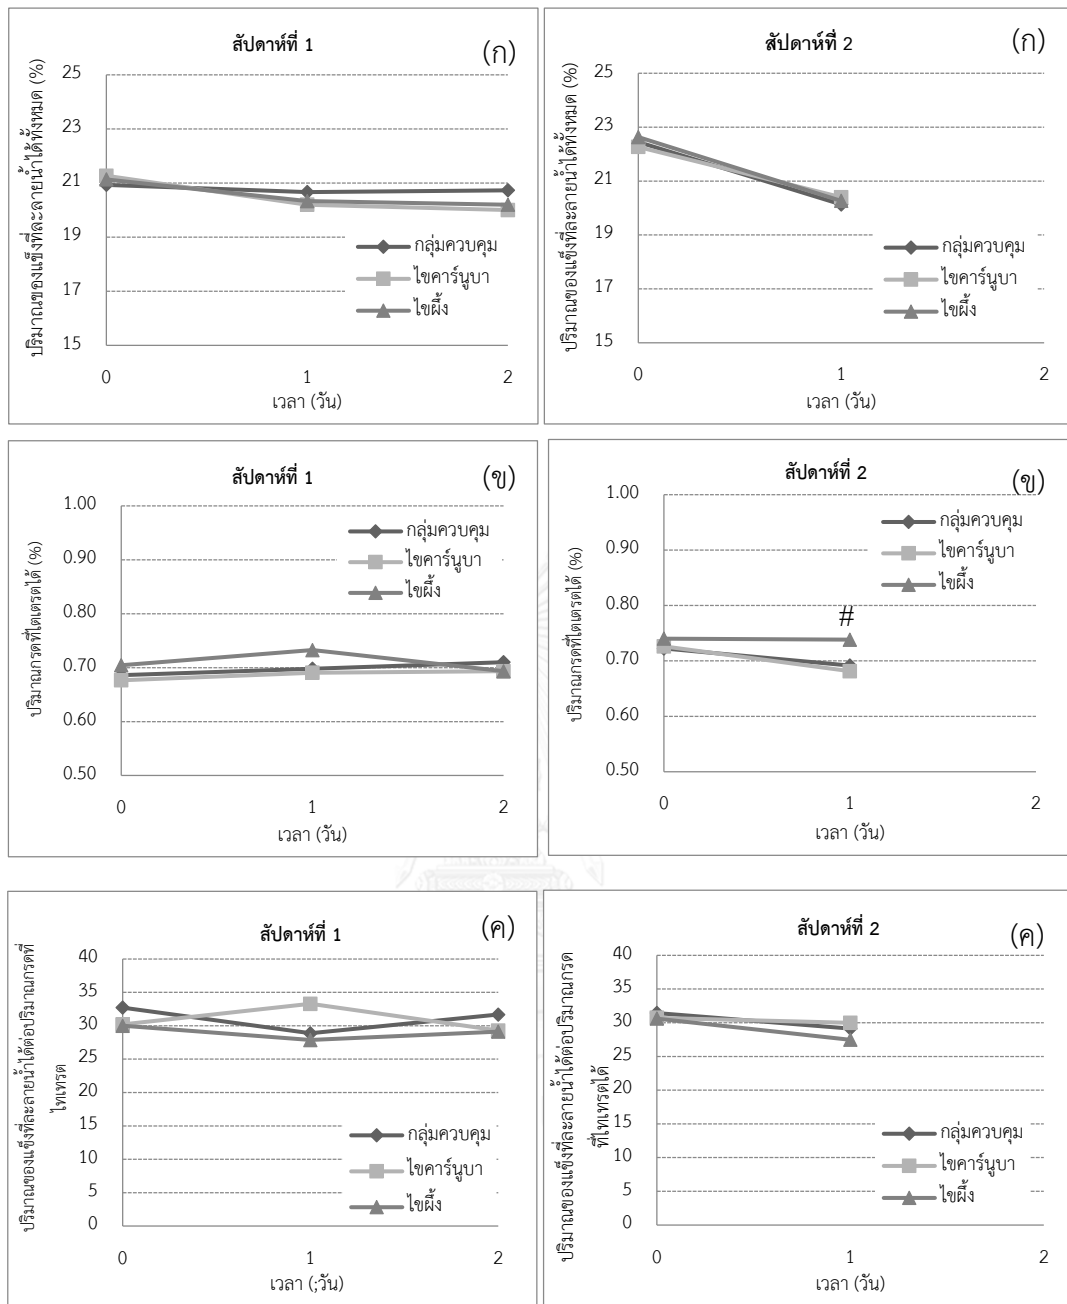 สัปดาห์ที่ 1
(ก)
ปริมาณของแข็งที่ละลายน้ำได้ทั้งหมด (%)
25
23
21
19
17
15
กลุ่มควบคุม
ไขคาร์นูบา
ไขผึ้ง
0 1 2
เวลา (วัน)
สัปดาห์ที่ 2
(ก)
ปริมาณของแข็งที่ละลายน้ำได้ทั้งหมด (%)
25
23
21
19
17
15
กลุ่มควบคุม
ไขคาร์นูบา
ไขผึ้ง
0 1 2
เวลา (วัน)
สัปดาห์ที่ 1
(ข)
ปริมาณกรดที่ไตเตรตได้ (%)
1.00
0.90
0.80
0.70
0.60
0.50
กลุ่มควบคุม
ไขคาร์นูบา
ไขผึ้ง
0 1 2
เวลา (วัน)
สัปดาห์ที่ 2
(ข)
ปริมาณกรดที่ไตเตรตได้ (%)
1.00
0.90
0.80
0.70
0.60
0.50
กลุ่มควบคุม
ไขคาร์นูบา
ไขผึ้ง
#
0 1 2
เวลา (วัน)
สัปดาห์ที่ 1
(ค)
ปริมาณของแข็งที่ละลายน้ำได้ต่อปริมาณกรดที่
ไทเทรต
40
35
30
25
20
15
10
5
0
กลุ่มควบคุม
ไขคาร์นูบา
ไขผึ้ง
0 1 2
เวลา (;วัน)
สัปดาห์ที่ 2
(ค)
ปริมาณของแข็งที่ละลายน้ำได้ต่อปริมาณกรด
ที่ไทเทรตได้
40
35
30
25
20
15
10
5
0
กลุ่มควบคุม
ไขคาร์นูบา
ไขผึ้ง
0 1 2
เวลา (วัน)